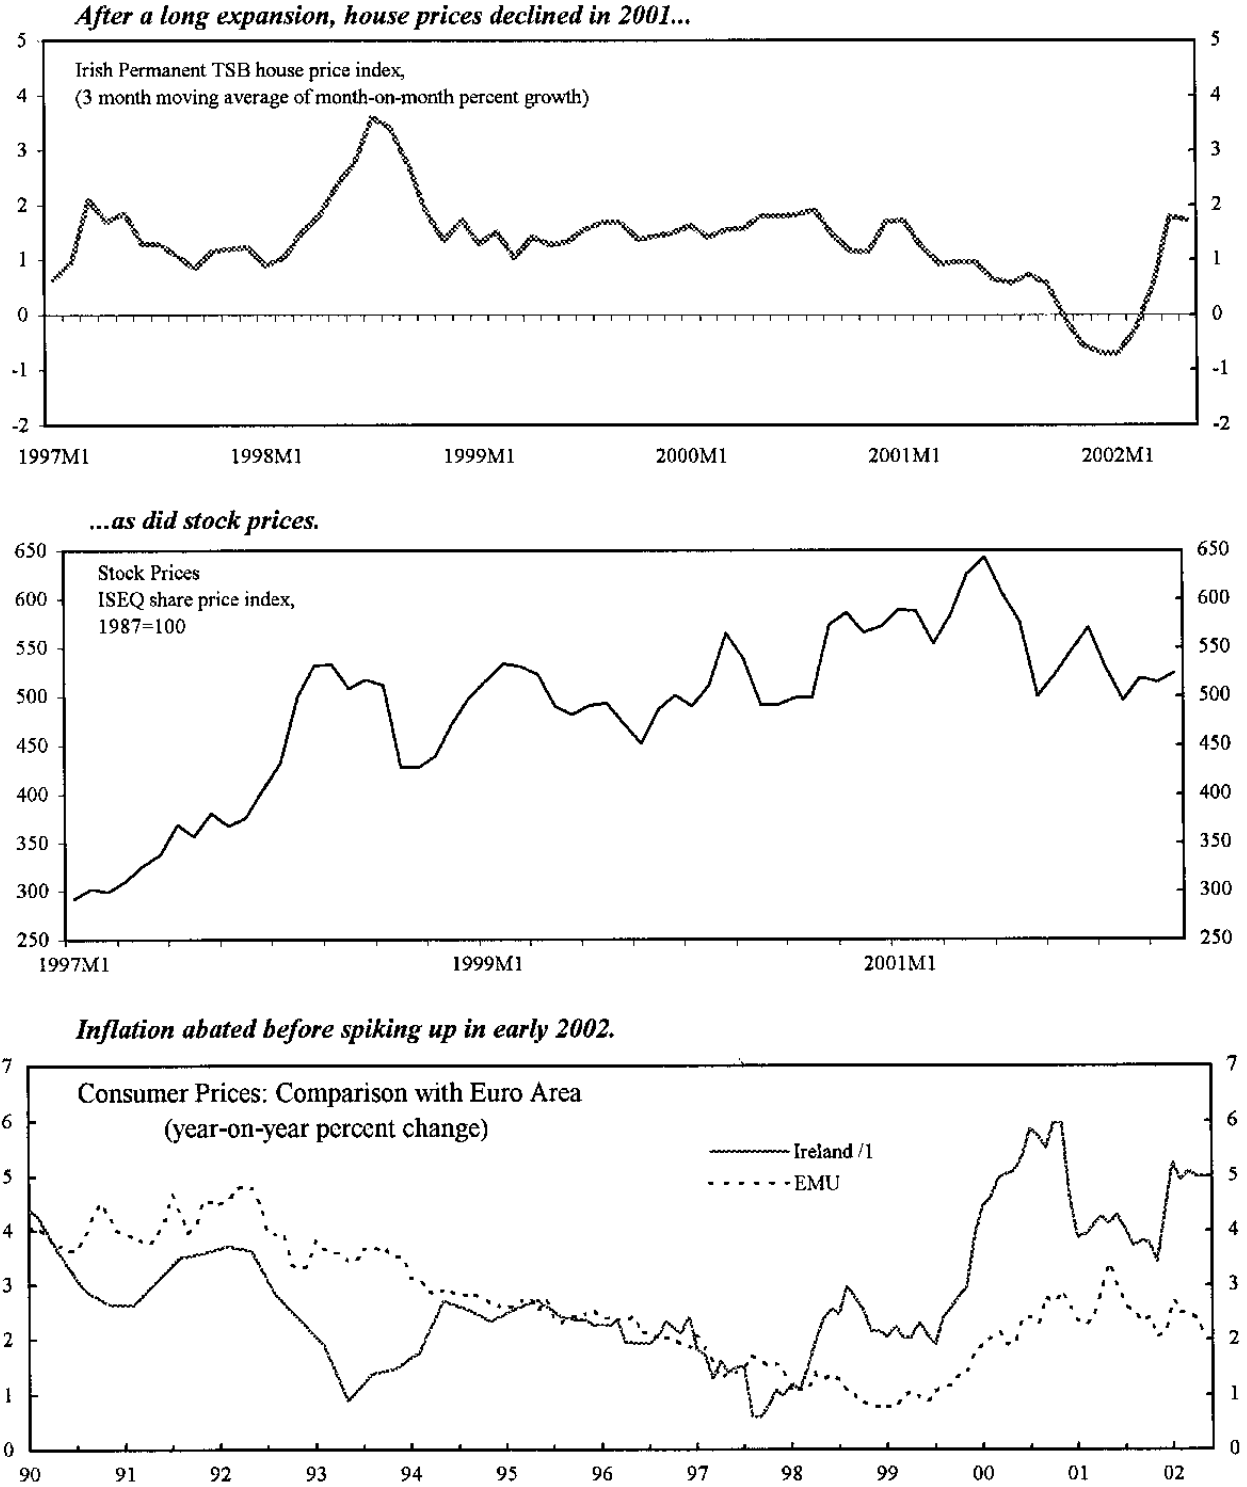 After a long expansion, house prices declined in 2001...
5 5
Irish Permanent TSB house price index,
(3 month moving average of month-on-month percent growth)
4 4
3 3
2 2
1 1
0 0
-1 -1
-2 -2
1997M1 1998M1 1999M1 2000M1 2001M1 2002M1
...as did stock prices.
650 650
Stock Prices
600 ISEQ share price index, 600
1987=100
550 550
500 500
450 450
400 400
350 350
300 300
250 250
1997M1 1999M1 2001M1
Inflation abated before spiking up in early 2002.
7 7
Consumer Prices: Comparison with Euro Area
(year-on-year percent change)
6 6
Ireland /1
5 5
EMU
4 4
3 3
2 2
1 1
0 0
90 91 92 93 94 95 96 97 98 99 00 01 02